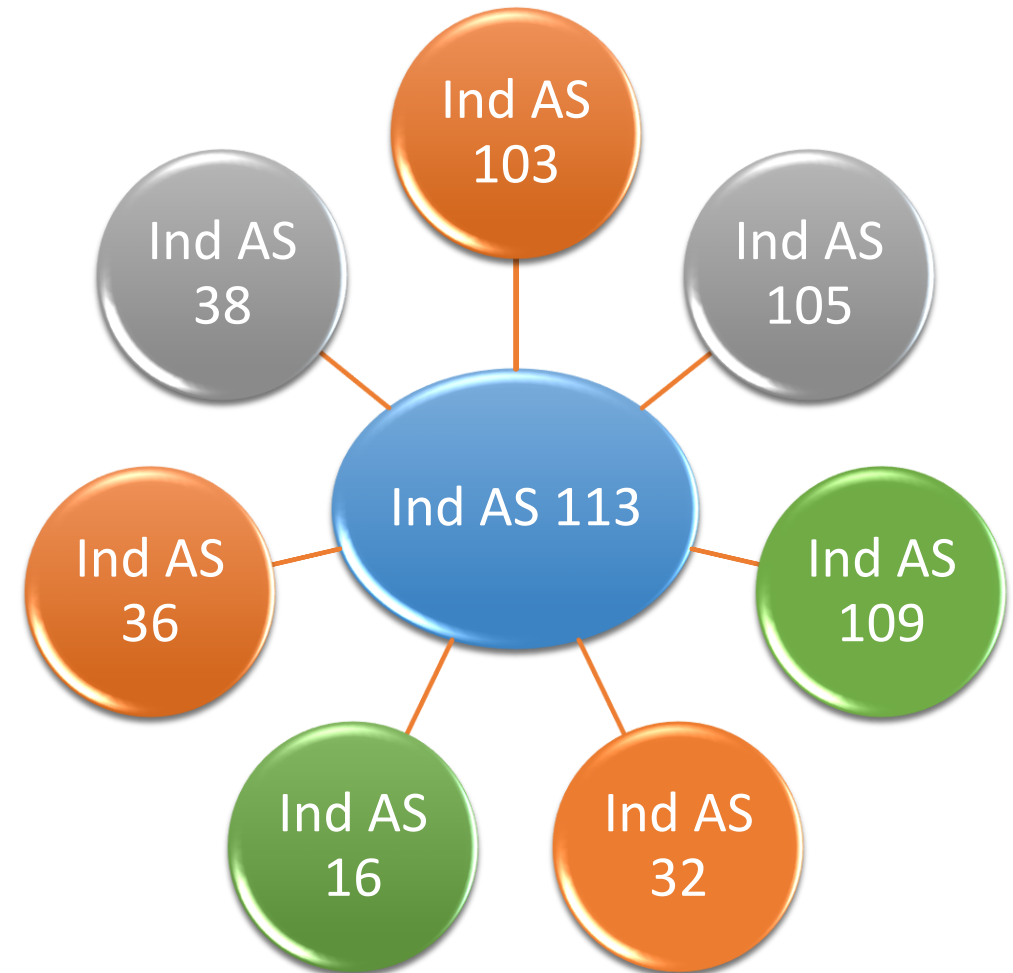 Ind AS
103
Ind AS
38
Ind AS
105
Ind AS 113
Ind AS
36
Ind AS
109
Ind AS
16
Ind AS
32